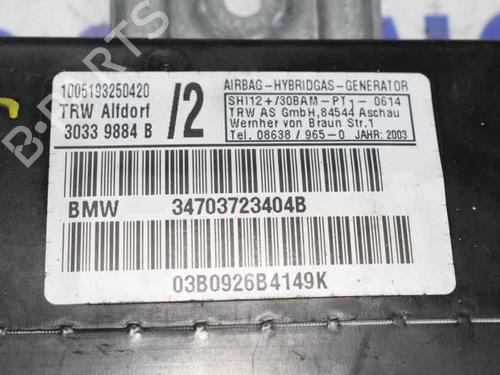 1005193250420
TRW Alfdorf
3033 9884 B
/2
AIRBAG-HYBRIDGAS-GENERATOR
SHI12+/30BAM-PT1-0614
TRW AS GmbH,84544 Aschau
Wernher von Braun Str.1
Tel. 08638/965-0 JAHR: 2003
BMW 34703723404B
03B0926B4149K
B-PARTS